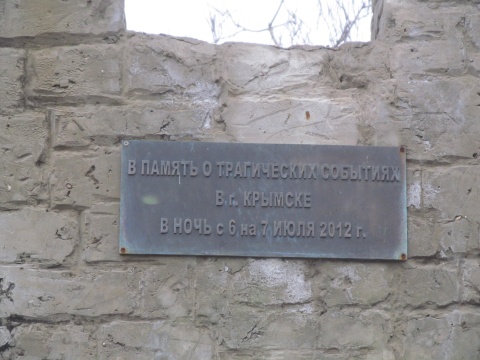 В ПАМЯТЬ О ТРАГИЧЕСКИХ СОБЫТИЯХ
В г. КРЫМСКЕ
В НОЧЬ с 6 на 7 ИЮЛЯ 2012 г.